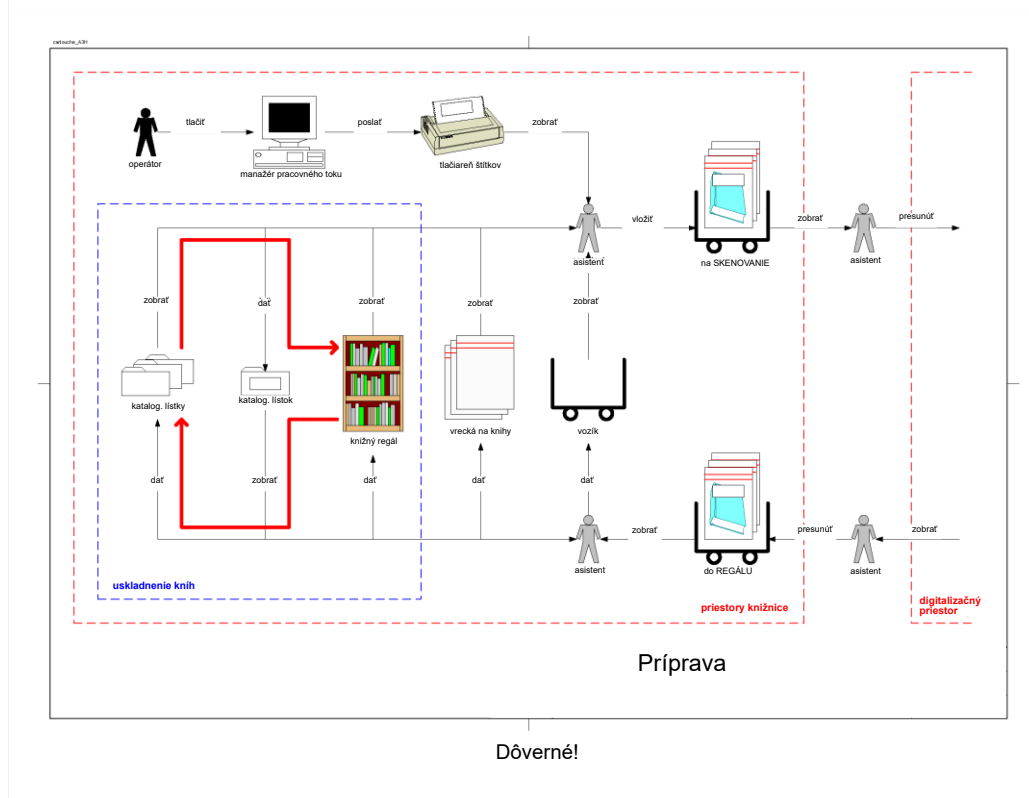 cartouche_A3H
tlačiť
poslať
zobrať
operátor
manažér pracovného toku
tlačiareň štítkov
vložiť
zobrať
presunúť
asistent
na SKENOVANIE
asistent
zobrať
dať
zobrať
zobrať
zobrať
katalog. lístky
katalog. lístok
knižný regál
vrecká na knihy
vozík
dať
zobrať
dať
dať
dať
zobrať
presunúť
zobrať
asistent
do REGÁLU
asistent
uskladnenie kníh
priestory knižnice
digitalizačný
priestor
Príprava
Dôverné!